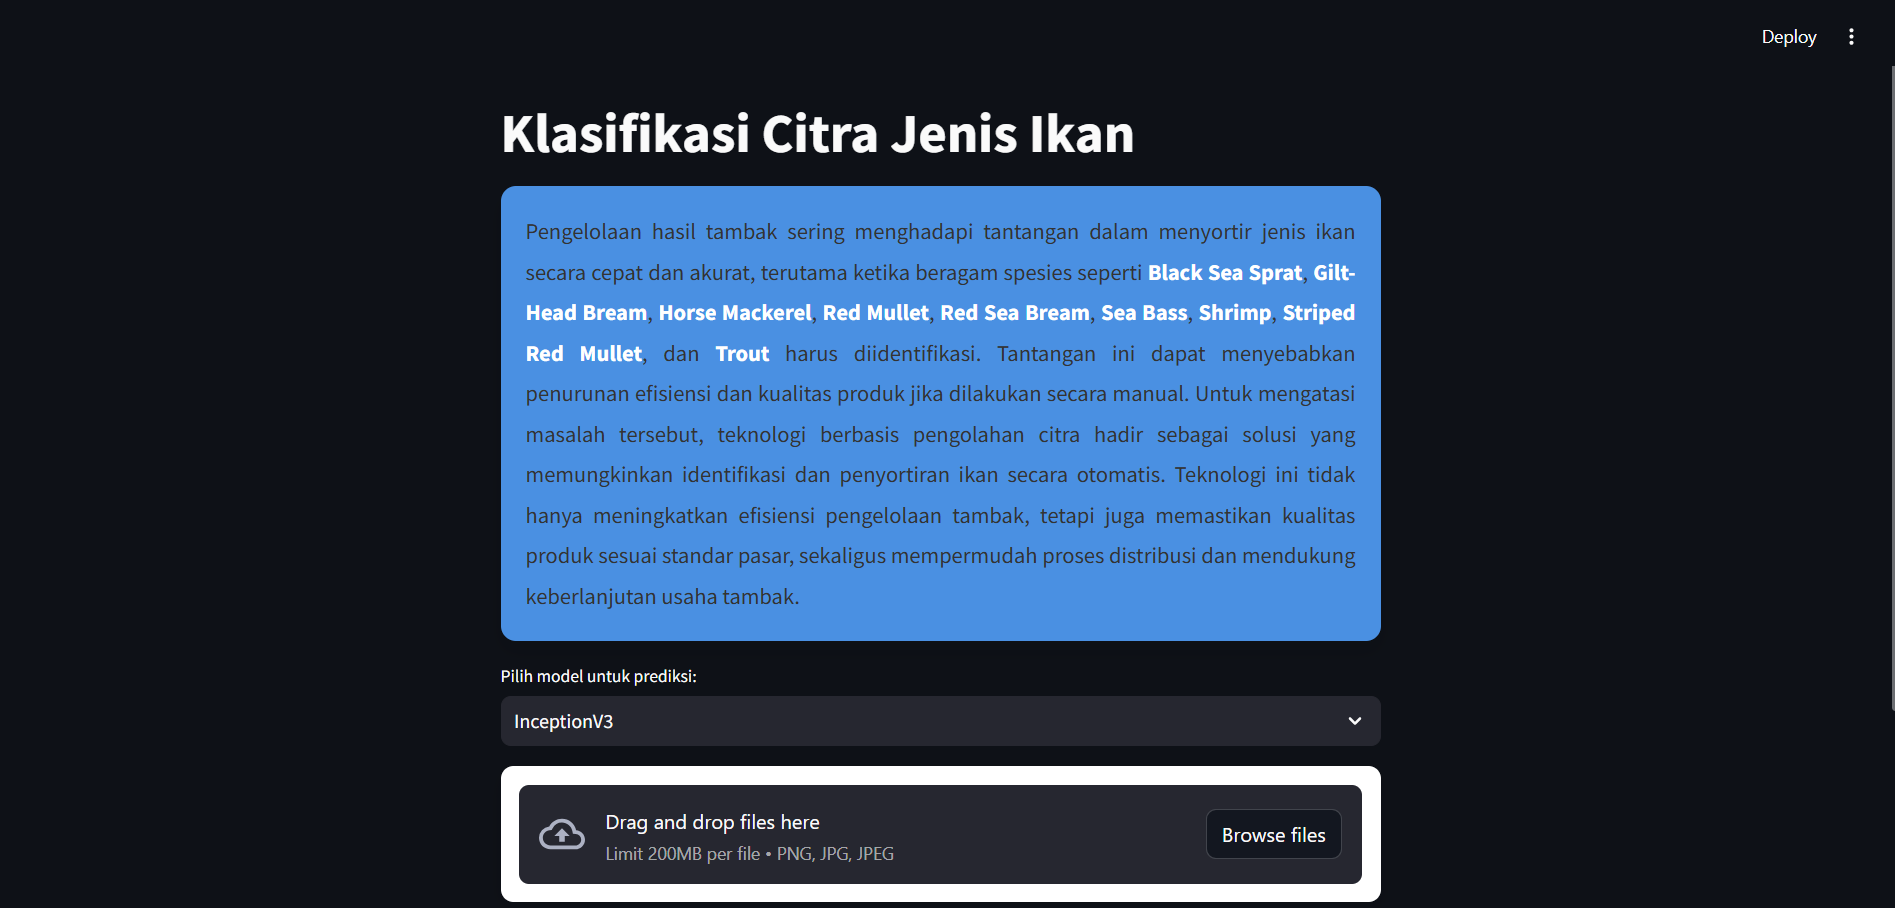 Deploy
Klasifikasi Citra Jenis Ikan
Pengelolaan hasil tambak sering menghadapi tantangan dalam menyortir jenis ikan
secara cepat dan akurat, terutama ketika beragam spesies seperti Black Sea Sprat, Gilt-
Head Bream, Horse Mackerel, Red Mullet, Red Sea Bream, Sea Bass, Shrimp, Striped
Red Mullet, dan Trout harus diidentifikasi. Tantangan ini dapat menyebabkan
penurunan efisiensi dan kualitas produk jika dilakukan secara manual. Untuk mengatasi
masalah tersebut, teknologi berbasis pengolahan citra hadir sebagai solusi yang
memungkinkan identifikasi dan penyortiran ikan secara otomatis. Teknologi ini tidak
hanya meningkatkan efisiensi pengelolaan tambak, tetapi juga memastikan kualitas
produk sesuai standar pasar, sekaligus mempermudah proses distribusi dan mendukung
keberlanjutan usaha tambak.
Pilih model untuk prediksi:
InceptionV3
Drag and drop files here
Limit 200MB per file • PNG, JPG, JPEG
Browse files